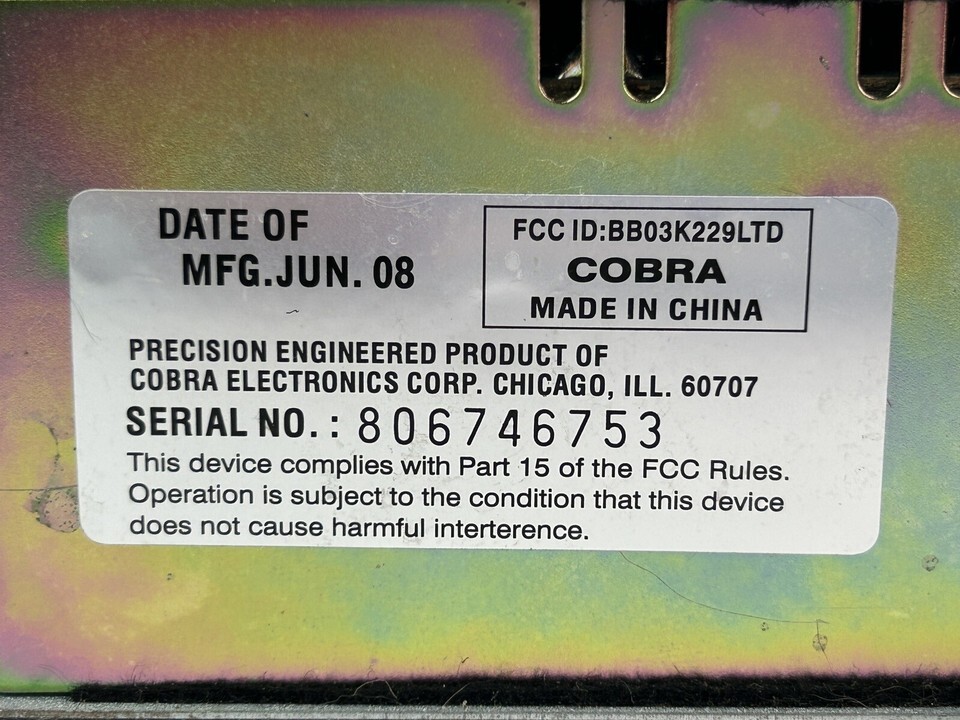 DATE OF
MFG.JUN. 08
FCC ID:BB03K229LTD
COBRA
MADE IN CHINA
PRECISION ENGINEERED PRODUCT OF
COBRA ELECTRONICS CORP. CHICAGO, ILL. 60707
SERIAL NO. : 806746753
This device complies with Part 15 of the FCC Rules.
Operation is subject to the condition that this device
does not cause harmful interterence.